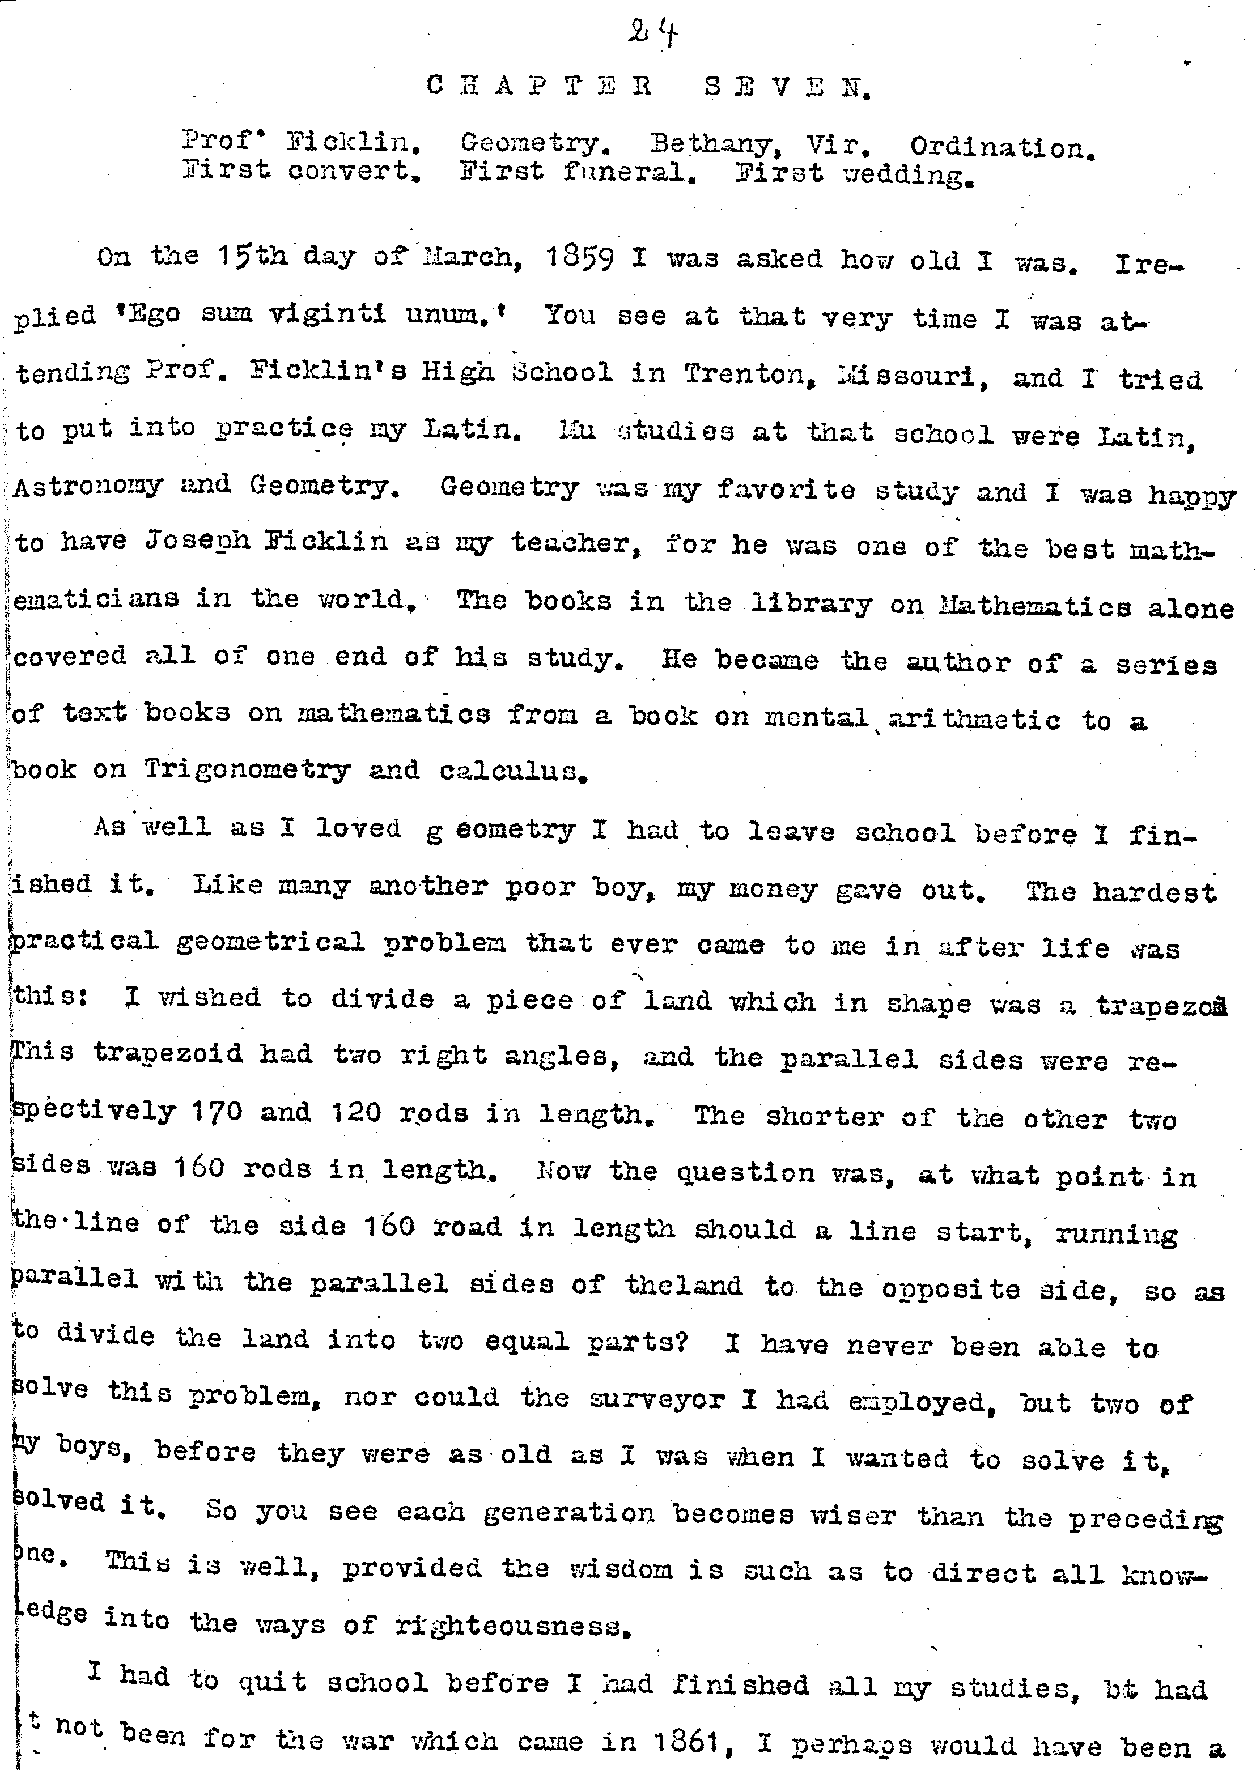 24
CHAPTER SEVEN.
Prof. Ficklin. Geometry. Bethany, Vir. Ordination.
First convert. First funeral. First wedding.
On the 15th day of March, 1859 I was asked how old I was. Ire-
plied 'Ego sum viginti unum.' You see at that very time I was at-
tending Prof. Ficklin's High School in Trenton, Missouri, and I tried
to put into practice my Latin. Mu studies at that school were Latin,
Astronomy and Geometry. Geometry was my favorite study and I was happy
to have Joseph Ficklin as my teacher, for he was one of the best math-
ematicians in the world. The books in the library on Mathematics alone
covered all of one end of his study. He became the author of a series
of text books on mathematics from a book on mental arithmetic to a
book on Trigonometry and calculus.
As well as I loved g eometry I had to leave school before I fin-
ished it. Like many another poor boy, my money gave out. The hardest
practical geometrical problem that ever came to me in after life was
this: I wished to divide a piece of land which in shape was a trapezoid
This trapezoid had two right angles, and the parallel sides were re-
spectively 170 and 120 rods in length. The shorter of the other two
sides was 160 rods in length. Now the question was, at what point in
the line of the side 160 road in length should a line start, running
parallel with the parallel sides of theland to the opposite side, so as
to divide the land into two equal parts? I have never been able to
solve this problem, nor could the surveyor I had employed, but two of
my boys, before they were as old as I was when I wanted to solve it,
solved it. So you see each generation becomes wiser than the preceding
one. This is well, provided the wisdom is such as to direct all know-
ledge into the ways of righteousness.
I had to quit school before I had finished all my studies, bt had
it not been for the war which came in 1861, I perhaps would have been a